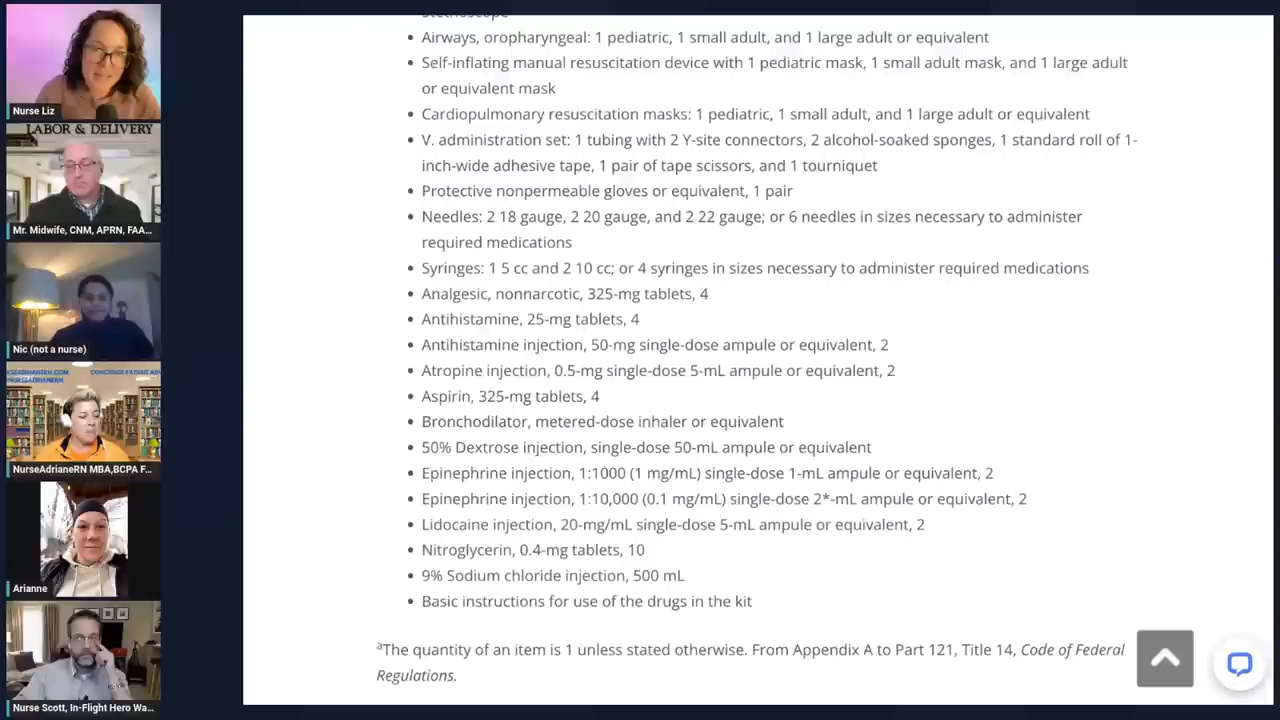 Stethoscope
Airways, oropharyngeal: 1 pediatric, 1 small adult, and 1 large adult or equivalent
Self-inflating manual resuscitation device with 1 pediatric mask, 1 small adult mask, and 1 large adult
or equivalent mask
Cardiopulmonary resuscitation masks: 1 pediatric, 1 small adult, and 1 large adult or equivalent
V. administration set: 1 tubing with 2 Y-site connectors, 2 alcohol-soaked sponges, 1 standard roll of 1-
inch-wide adhesive tape, 1 pair of tape scissors, and 1 tourniquet
Protective nonpermeable gloves or equivalent, 1 pair
Needles: 2 18 gauge, 2 20 gauge, and 2 22 gauge; or 6 needles in sizes necessary to administer
required medications
Syringes: 1 5 cc and 2 10 cc; or 4 syringes in sizes necessary to administer required medications
Analgesic, nonnarcotic, 325-mg tablets, 4
Antihistamine, 25-mg tablets, 4
Antihistamine injection, 50-mg single-dose ampule or equivalent, 2
Atropine injection, 0.5-mg single-dose 5-mL ampule or equivalent, 2
Aspirin, 325-mg tablets, 4
Bronchodilator, metered-dose inhaler or equivalent
50% Dextrose injection, single-dose 50-mL ampule or equivalent
Epinephrine injection, 1:1000 (1 mg/mL) single-dose 1-mL ampule or equivalent, 2
Epinephrine injection, 1:10,000 (0.1 mg/mL) single-dose 2*-mL ampule or equivalent, 2
Lidocaine injection, 20-mg/mL single-dose 5-mL ampule or equivalent, 2
Nitroglycerin, 0.4-mg tablets, 10
9% Sodium chloride injection, 500 mL
Basic instructions for use of the drugs in the kit
aThe quantity of an item is 1 unless stated otherwise. From Appendix A to Part 121, Title 14, Code of Federal
Regulations.
Nurse Liz
LABOR & DELIVERY
Mr. Midwife, CNM, APRN, FAA...
Nic (not a nurse)
NurseAdrianeRN MBA,BCPA F...
Arianne
Nurse Scott, In-Flight Hero Wa...